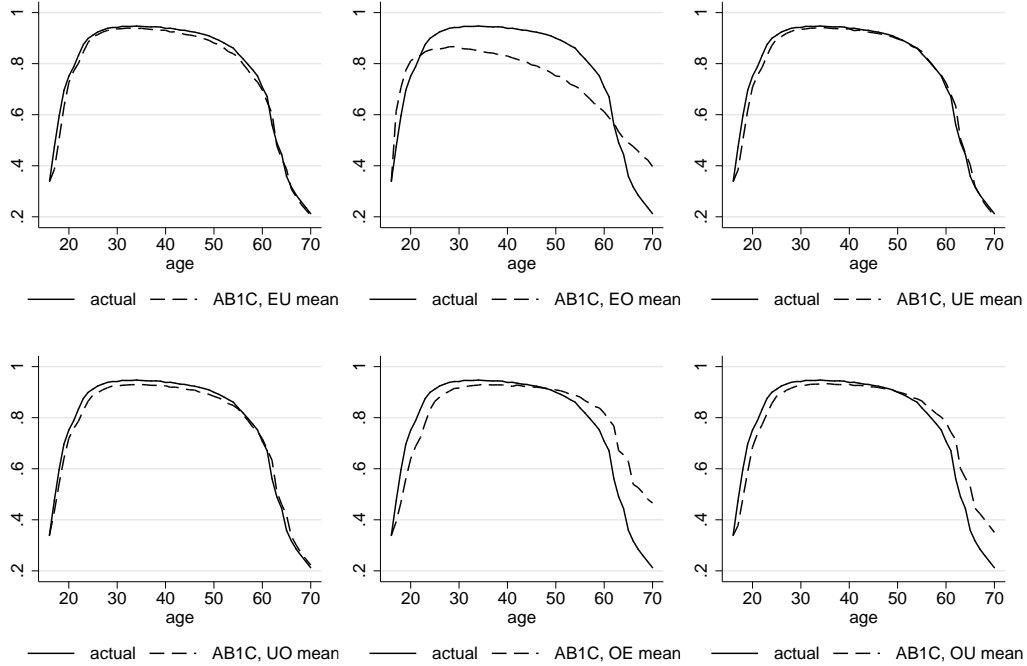 1 1 1
.8 .8 .8
.6 .6 .6
.4 .4 .4
.2 .2 .2
20 30 40 50 60 70 20 30 40 50 60 70 20 30 40 50 60 70
age age age
actual AB1C, EU mean actual AB1C, EO mean actual AB1C, UE mean
1 1 1
.8 .8 .8
.6 .6 .6
.4 .4 .4
.2 .2 .2
20 30 40 50 60 70 20 30 40 50 60 70 20 30 40 50 60 70
age age age
actual AB1C, UO mean actual AB1C, OE mean actual AB1C, OU mean